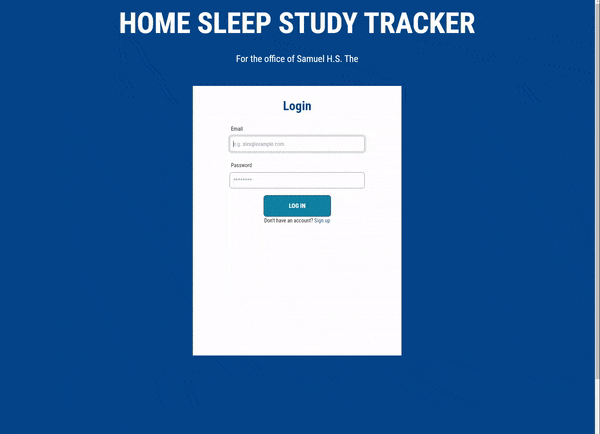 HOME SLEEP STUDY TRACKER
For the office of Samuel H.S. The
Login
Email
e.g. alex@example.com
Password
********
LOG IN
Don't have an account? Sign up